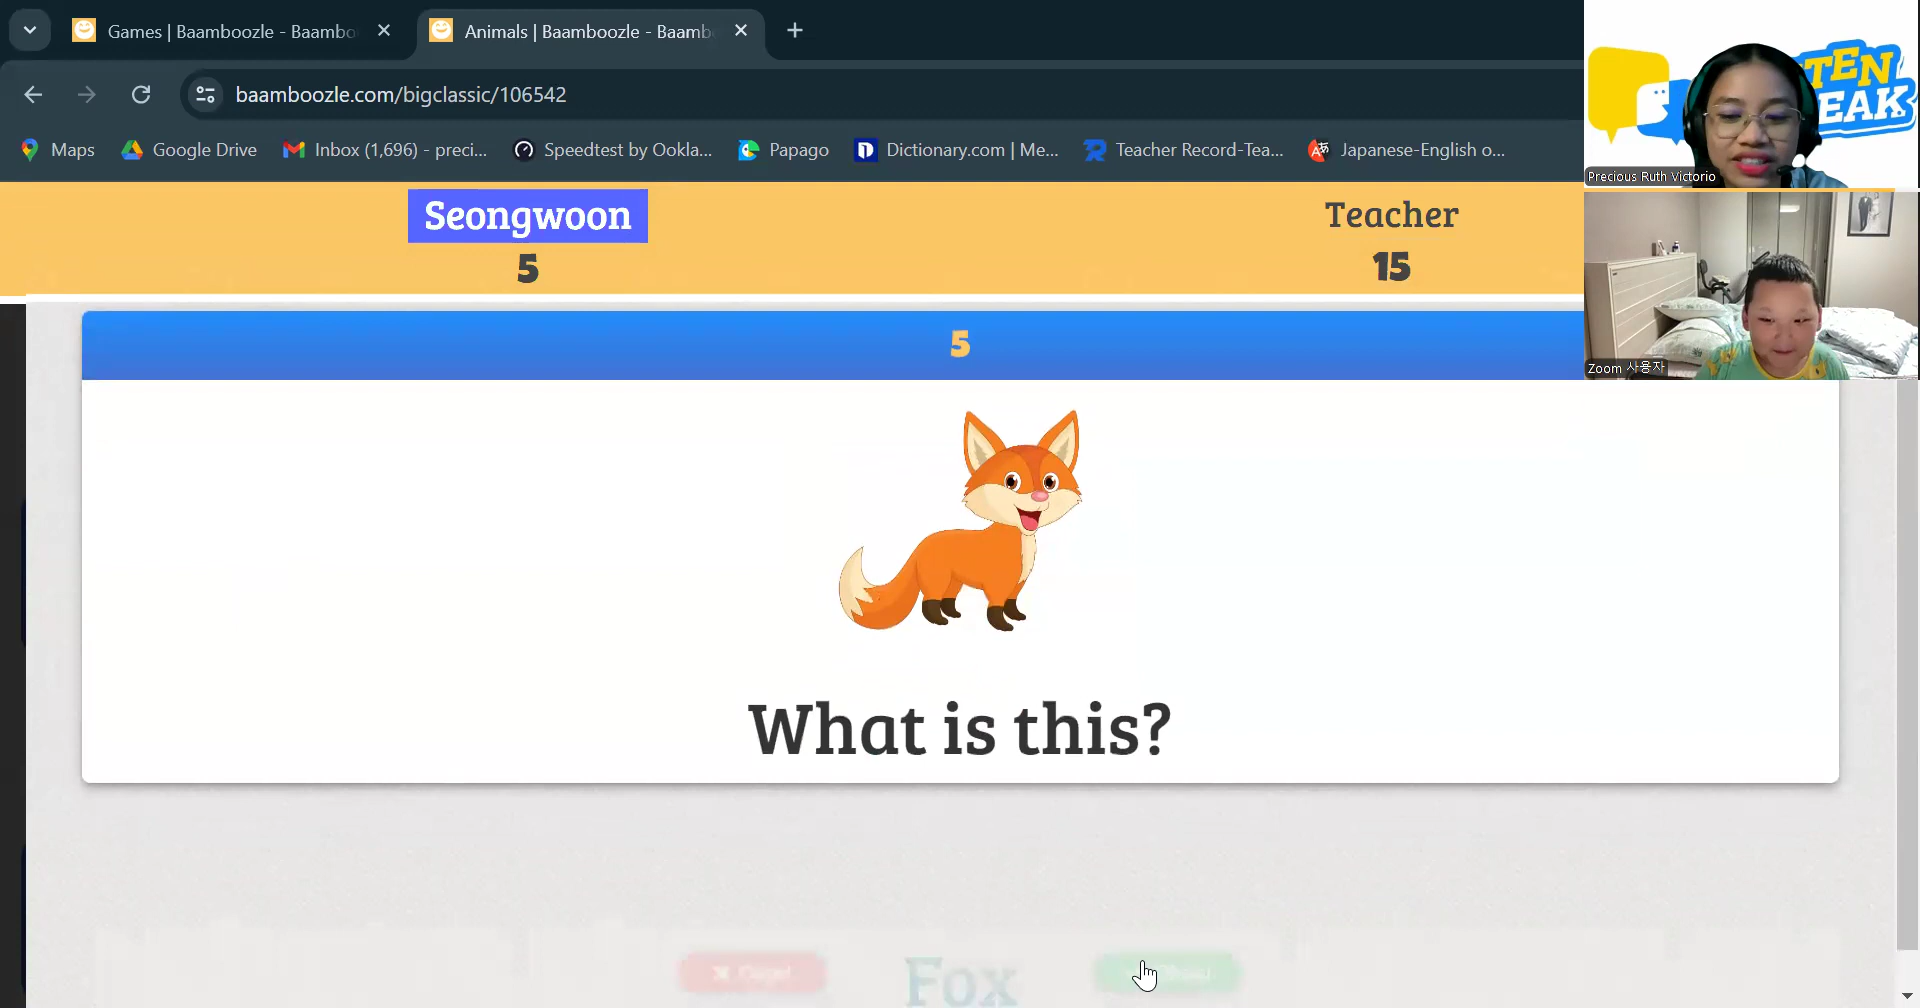 Games | Baamboozle - Baambo
Animals | Baamboozle - Baamb
baamboozle.com/bigclassic/106542
Maps
Google Drive
Inbox (1,696) - preci...
Speedtest by Ookla...
Papago
Dictionary.com | Me...
Teacher Record-Tea...
Japanese-English o...
TEN
EAK
Precious Ruth Victorio
Seongwoon
5
Teacher
15
Zoom 사용자
5
What is this?
Fox